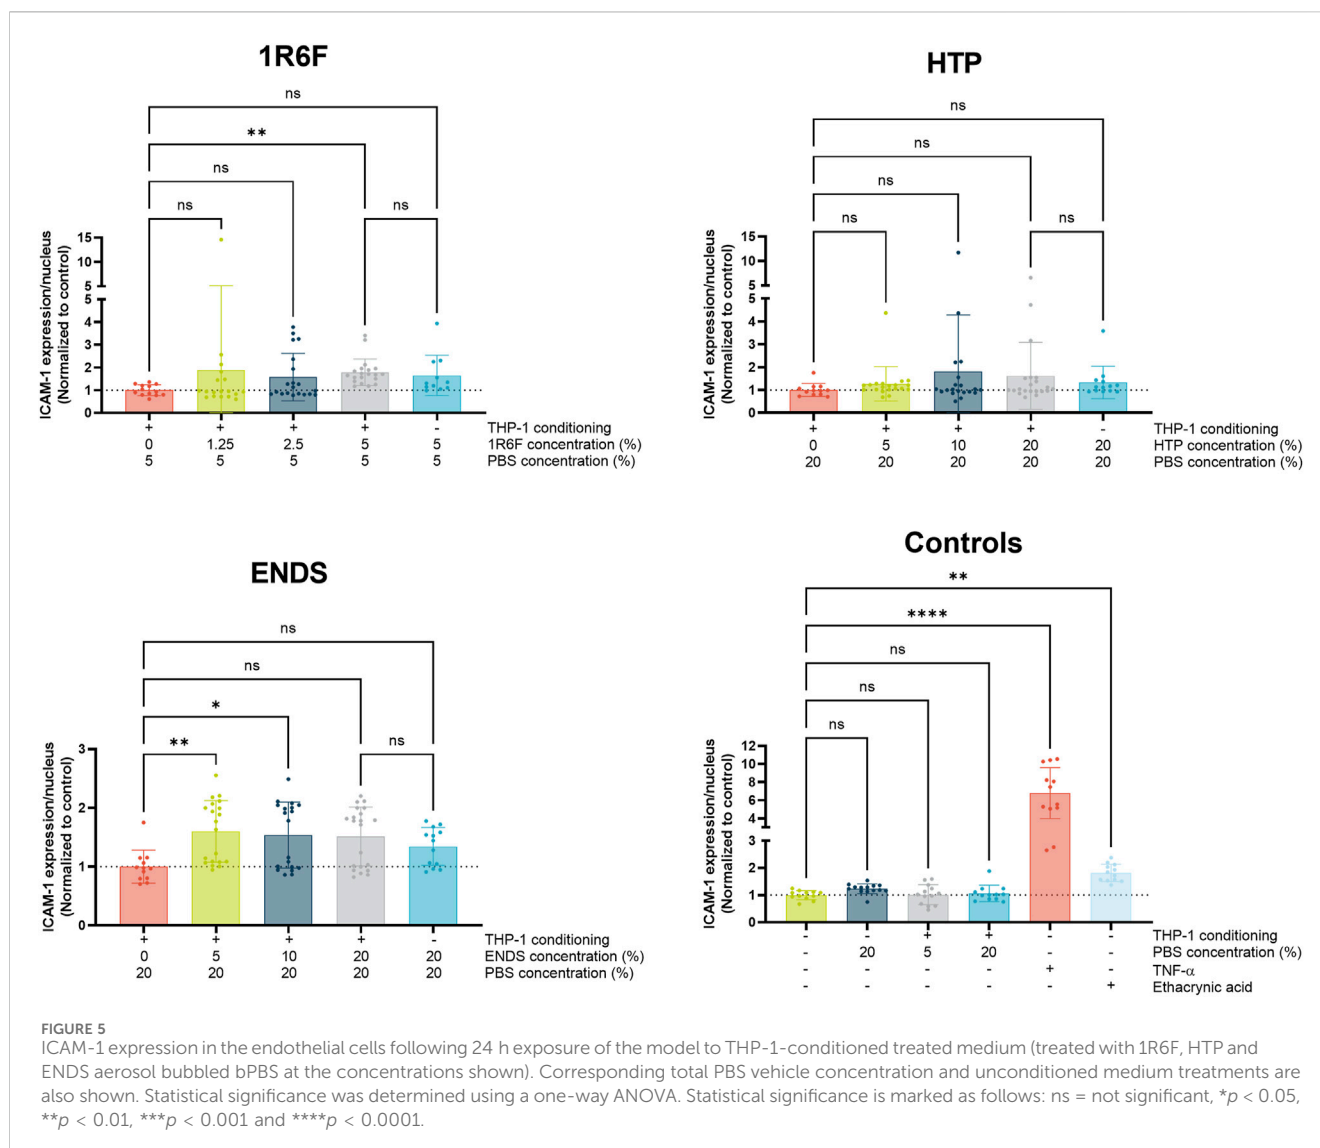 1R6F
ns
**
ns
ns
ns
ICAM-1 expression/nucleus
(Normalized to control)
15
10
5
5
4
3
2
1
0
+ + + + - THP-1 conditioning
0 1.25 2.5 5 5 1R6F concentration (%)
5 5 5 5 5 PBS concentration (%)
HTP
ns
ns
ns
ns
ns
ICAM-1 expression/nucleus
(Normalized to control)
15
10
5
5
4
3
2
1
0
+ + + + - THP-1 conditioning
0 5 10 20 20 HTP concentration (%)
20 20 20 20 20 PBS concentration (%)
ENDS
ns
ns
*
**
ns
ICAM-1 expression/nucleus
(Normalized to control)
3
2
1
0
+ + + + - THP-1 conditioning
0 5 10 20 20 ENDS concentration (%)
20 20 20 20 20 PBS concentration (%)
Controls
**
****
ns
ns
ns
ICAM-1 expression/nucleus
(Normalized to control)
12
10
8
6
4
3
2
1
0
- - + + - - THP-1 conditioning
- 20 5 20 - - PBS concentration (%)
- - - - + - TNF-α
- - - - - + Ethacrynic acid
FIGURE 5
ICAM-1 expression in the endothelial cells following 24 h exposure of the model to THP-1-conditioned treated medium (treated with 1R6F, HTP and
ENDS aerosol bubbled bPBS at the concentrations shown). Corresponding total PBS vehicle concentration and unconditioned medium treatments are
also shown. Statistical significance was determined using a one-way ANOVA. Statistical significance is marked as follows: ns = not significant, *p < 0.05,
**p < 0.01, ***p < 0.001 and ****p < 0.0001.